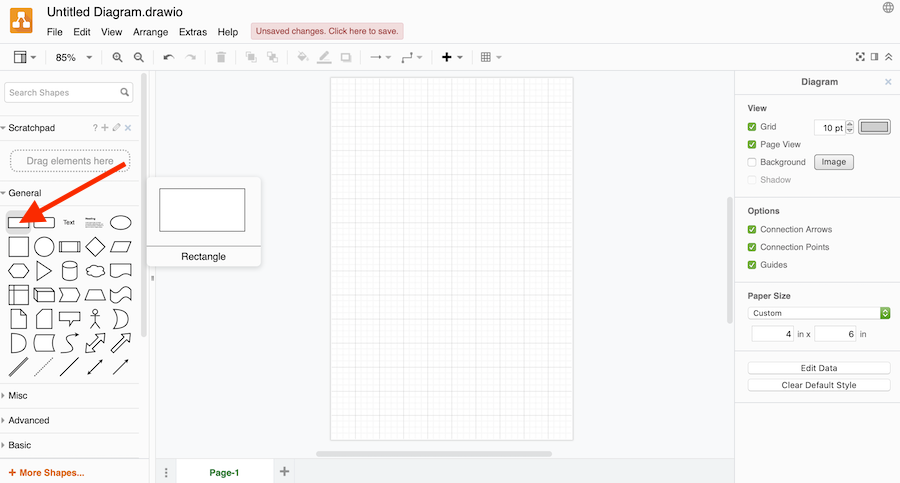 Untitled Diagram.drawio
File Edit View Arrange Extras Help
Unsaved changes. Click here to save.
85%
Search Shapes
Scratchpad
?
Drag elements here
General
Text
Heading
Rectangle
Misc
Advanced
Basic
+ More Shapes...
Page-1
Diagram
View
Grid
10 pt
Page View
Background
Image
Shadow
Options
Connection Arrows
Connection Points
Guides
Paper Size
Custom
4 in x 6 in
Edit Data
Clear Default Style